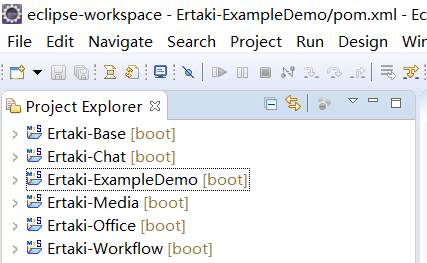 eclipse-workspace - Ertaki-ExampleDemo/pom.xml - Ec
File Edit Navigate Search Project Run Design Win
Project Explorer
Ertaki-Base [boot]
Ertaki-Chat [boot]
Ertaki-ExampleDemo [boot]
Ertaki-Media [boot]
Ertaki-Office [boot]
Ertaki-Workflow [boot]